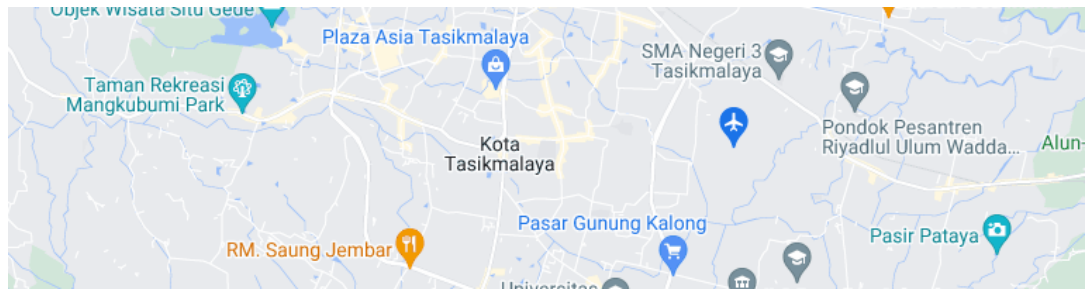 Objek Wisata Situ Gede
Plaza Asia Tasikmalaya
SMA Negeri 3
Tasikmalaya
Taman Rekreasi
Mangkubumi Park
Pondok Pesantren
Riyadlul Ulum Wadda...
Alun-
Kota
Tasikmalaya
Pasar Gunung Kalong
Pasir Pataya
RM. Saung Jembar
Universitas